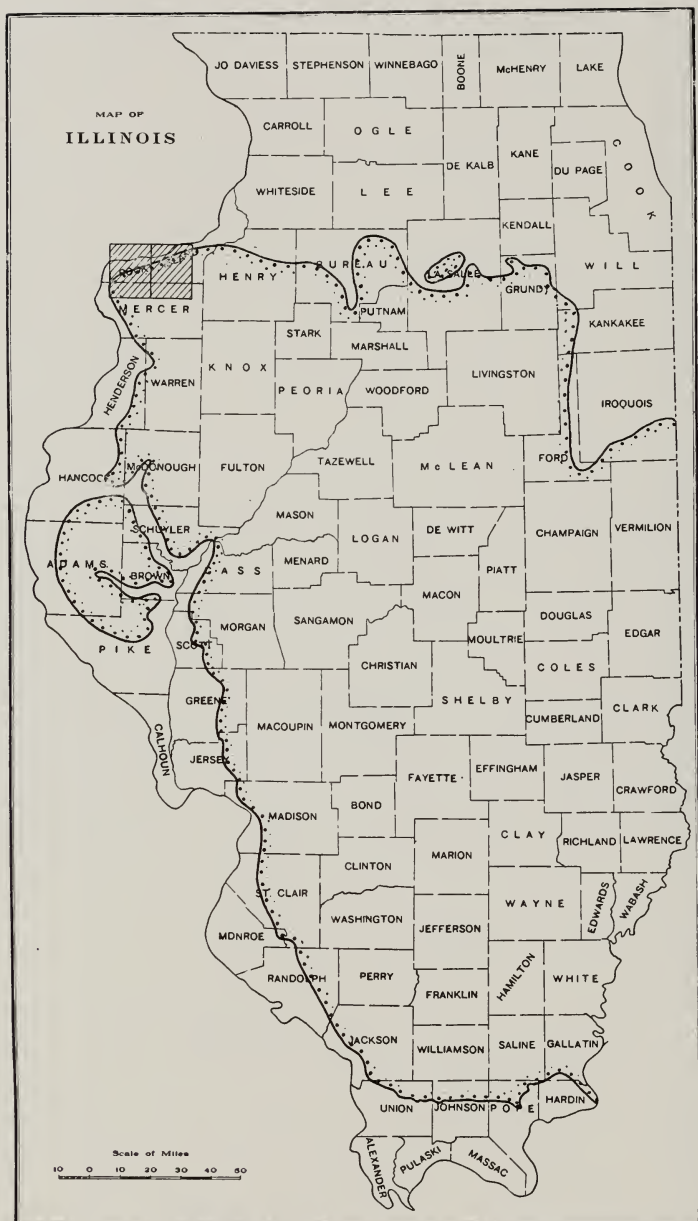 MAP OF
ILLINOIS
JO DAVIESS STEPHENSON WINNEBAGO BOONE McHENRY LAKE
CARROLL OGLE DE KALB KANE COOK
DU PAGE
WHITESIDE LEE
KENDALL
BUREAU LA SALLE WILL
HENRY GRUNDY
MERCER PUTNAM
KANKAKEE
STARK MARSHALL
HENDERSON WARREN KNOX PEORIA WOODFORD LIVINGSTON IROQUOIS
HANCOCK McDONOUGH FULTON TAZEWELL McLEAN FORD
MASON
SCHUYLER LOGAN DE WITT CHAMPAIGN VERMILION
ADAMS BROWN CASS MENARD PIATT
MACON
PIKE SCOTT MORGAN SANGAMON DOUGLAS
MOULTRIE EDGAR
CHRISTIAN COLES
GREENE MACOUPIN MONTGOMERY SHELBY CUMBERLAND CLARK
CALHOUN JERSEY
FAYETTE EFFINGHAM JASPER CRAWFORD
MADISON BOND
CLAY RICHLAND LAWRENCE
CLINTON MARION
ST. CLAIR WAYNE EDWARDS WABASH
WASHINGTON JEFFERSON
MONROE
RANDOLPH PERRY HAMILTON WHITE
FRANKLIN
JACKSON WILLIAMSON SALINE GALLATIN
UNION JOHNSON POPE HARDIN
ALEXANDER PULASKI MASSAC
Scale of Miles
10 0 10 20 30 40 50